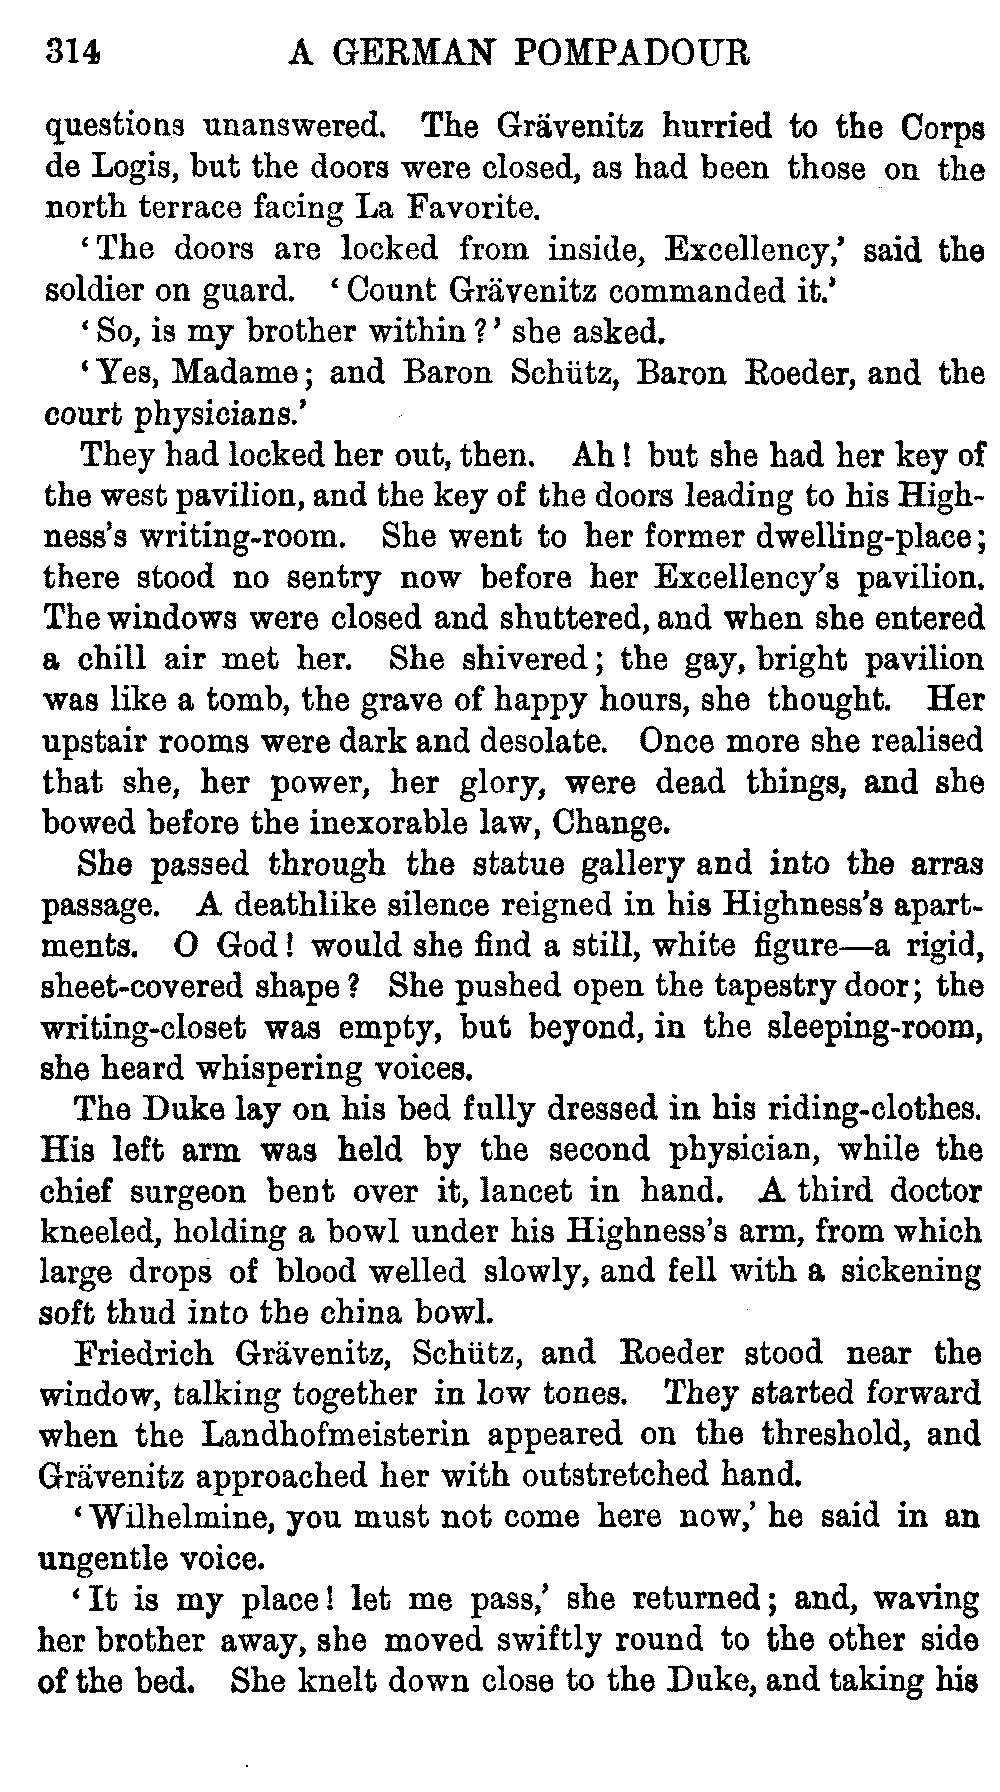 314 A GERMAN POMPADOUR
questions unanswered. The Grävenitz hurried to the Corps
de Logis, but the doors were closed, as had been those on the
north terrace facing La Favorite.
‘The doors are locked from inside, Excellency,’ said the
soldier on guard. ‘Count Grävenitz commanded it.’
‘So, is my brother within?’ she asked.
‘Yes, Madame; and Baron Schütz, Baron Roeder, and the
court physicians.’
They had locked her out, then. Ah! but she had her key of
the west pavilion, and the key of the doors leading to his High-
ness's writing-room. She went to her former dwelling-place;
there stood no sentry now before her Excellency's pavilion.
The windows were closed and shuttered, and when she entered
a chill air met her. She shivered; the gay, bright pavilion
was like a tomb, the grave of happy hours, she thought. Her
upstair rooms were dark and desolate. Once more she realised
that she, her power, her glory, were dead things, and she
bowed before the inexorable law, Change.
She passed through the statue gallery and into the arras
passage. A deathlike silence reigned in his Highness's apart-
ments. O God! would she find a still, white figure—a rigid,
sheet-covered shape? She pushed open the tapestry door; the
writing-closet was empty, but beyond, in the sleeping-room,
she heard whispering voices.
The Duke lay on his bed fully dressed in his riding-clothes.
His left arm was held by the second physician, while the
chief surgeon bent over it, lancet in hand. A third doctor
kneeled, holding a bowl under his Highness's arm, from which
large drops of blood welled slowly, and fell with a sickening
soft thud into the china bowl.
Friedrich Grävenitz, Schütz, and Roeder stood near the
window, talking together in low tones. They started forward
when the Landhofmeisterin appeared on the threshold, and
Grävenitz approached her with outstretched hand.
‘Wilhelmine, you must not come here now,’ he said in an
ungentle voice.
‘It is my place! let me pass,’ she returned; and, waving
her brother away, she moved swiftly round to the other side
of the bed. She knelt down close to the Duke, and taking his